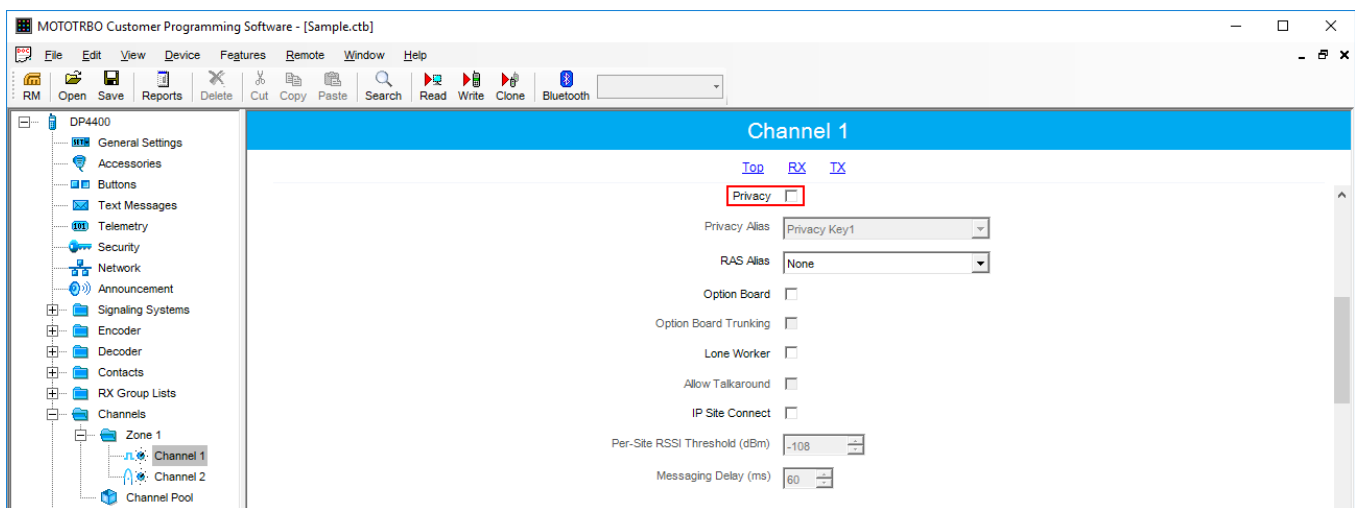 MOTOTRBO Customer Programming Software - [Sample.ctb]
File Edit View Device Features Remote Window Help
RM Open Save Reports Delete Cut Copy Paste Search Read Write Clone Bluetooth
DP4400
General Settings
Accessories
Buttons
Text Messages
Telemetry
Security
Network
Announcement
Signaling Systems
Encoder
Decoder
Contacts
RX Group Lists
Channels
Zone 1
Channel 1
Channel 2
Channel Pool
Channel 1
Top RX TX
Privacy
Privacy Alias Privacy Key1
RAS Alias None
Option Board
Option Board Trunking
Lone Worker
Allow Talkaround
IP Site Connect
Per-Site RSSI Threshold (dBm) -108
Messaging Delay (ms) 60